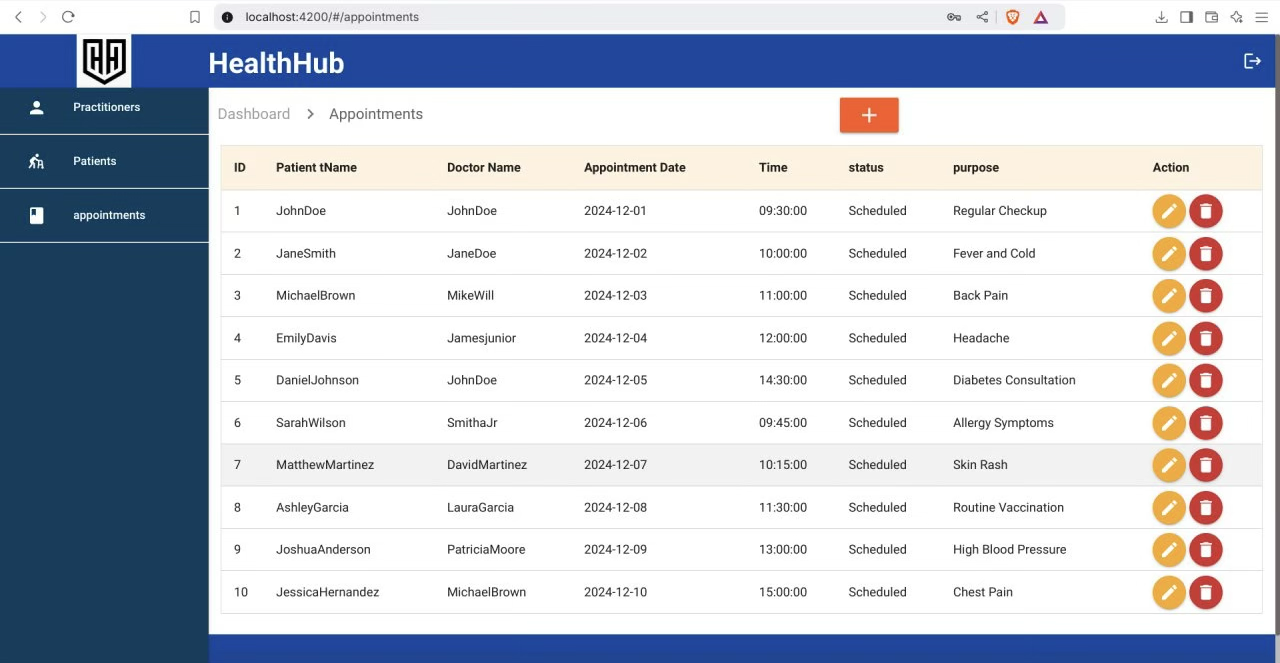 localhost:4200/#/appointments
HealthHub
Practitioners
Patients
appointments
Dashboard > Appointments
+
ID Patient tName Doctor Name Appointment Date Time status purpose Action
1 JohnDoe JohnDoe 2024-12-01 09:30:00 Scheduled Regular Checkup
2 JaneSmith JaneDoe 2024-12-02 10:00:00 Scheduled Fever and Cold
3 MichaelBrown MikeWill 2024-12-03 11:00:00 Scheduled Back Pain
4 EmilyDavis Jamesjunior 2024-12-04 12:00:00 Scheduled Headache
5 DanielJohnson JohnDoe 2024-12-05 14:30:00 Scheduled Diabetes Consultation
6 SarahWilson SmithaJr 2024-12-06 09:45:00 Scheduled Allergy Symptoms
7 MatthewMartinez DavidMartinez 2024-12-07 10:15:00 Scheduled Skin Rash
8 AshleyGarcia LauraGarcia 2024-12-08 11:30:00 Scheduled Routine Vaccination
9 JoshuaAnderson PatriciaMoore 2024-12-09 13:00:00 Scheduled High Blood Pressure
10 JessicaHernandez MichaelBrown 2024-12-10 15:00:00 Scheduled Chest Pain